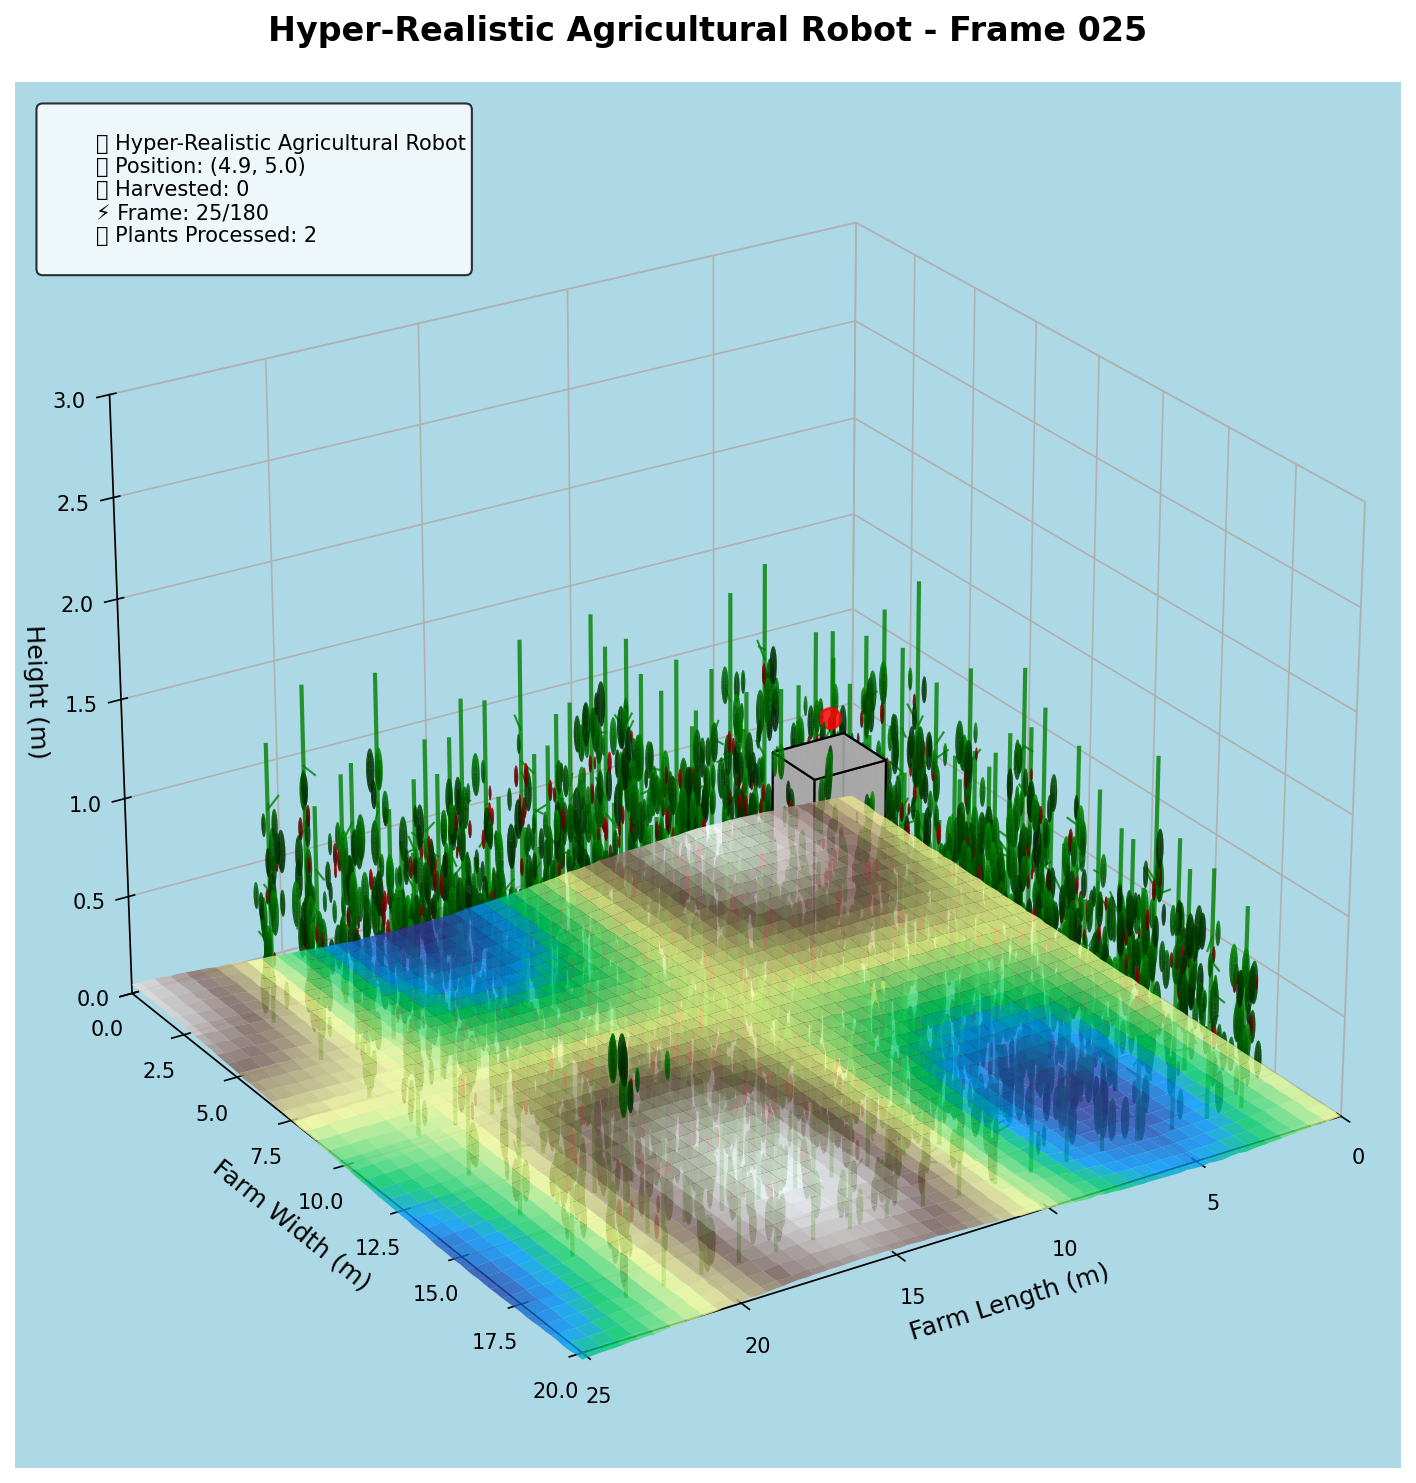 Hyper-Realistic Agricultural Robot - Frame 025
▯ Hyper-Realistic Agricultural Robot
▯ Position: (4.9, 5.0)
▯ Harvested: 0
⚡ Frame: 25/180
▯ Plants Processed: 2
3.0
2.5
2.0
1.5
1.0
0.5
0.0
Height (m)
0.0
2.5
5.0
7.5
10.0
12.5
15.0
17.5
20.0
Farm Width (m)
25
20
15
10
5
0
Farm Length (m)